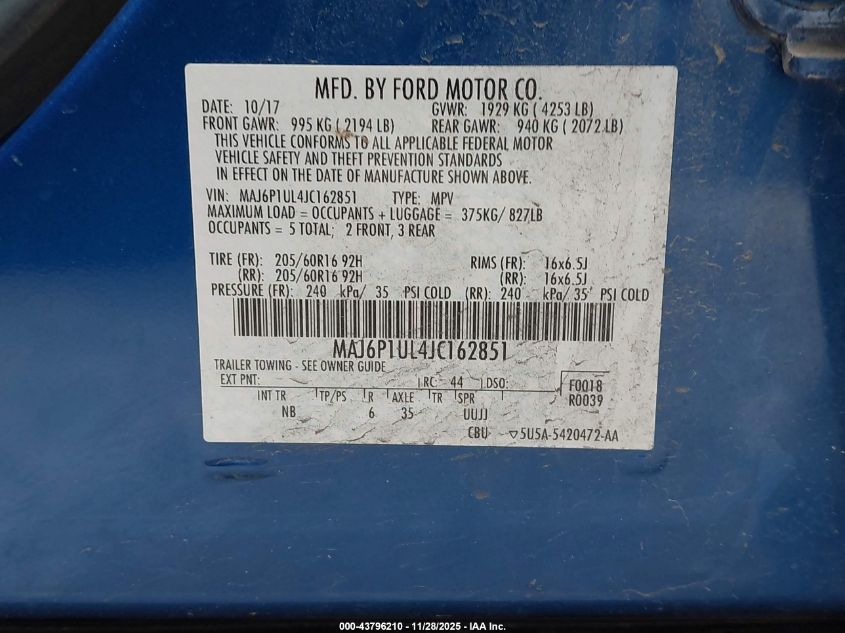 MFD. BY FORD MOTOR CO.
DATE: 10/17 GVWR: 1929 KG ( 4253 LB)
FRONT GAWR: 995 KG ( 2194 LB) REAR GAWR: 940 KG ( 2072 LB)
THIS VEHICLE CONFORMS TO ALL APPLICABLE FEDERAL MOTOR
VEHICLE SAFETY AND THEFT PREVENTION STANDARDS
IN EFFECT ON THE DATE OF MANUFACTURE SHOWN ABOVE.
VIN: MAJ6P1UL4JC162851 TYPE: MPV
MAXIMUM LOAD = OCCUPANTS + LUGGAGE = 375KG/ 827LB
OCCUPANTS = 5 TOTAL; 2 FRONT, 3 REAR
TIRE (FR): 205/60R16 92H RIMS (FR): 16x6.5J
(RR): 205/60R16 92H (RR): 16x6.5J
PRESSURE (FR): 240 kPa/ 35 PSI COLD (RR): 240 kPa/ 35 PSI COLD
MAJ6P1UL4JC162851
TRAILER TOWING - SEE OWNER GUIDE
EXT PNT: RC: 44 DSO: F0018
R0039
INT TR TP/PS R AXLE TR SPR
NB 6 35 UUJJ
CBU ▽5U5A-5420472-AA
000-43796210 - 11/28/2025 - IAA Inc.